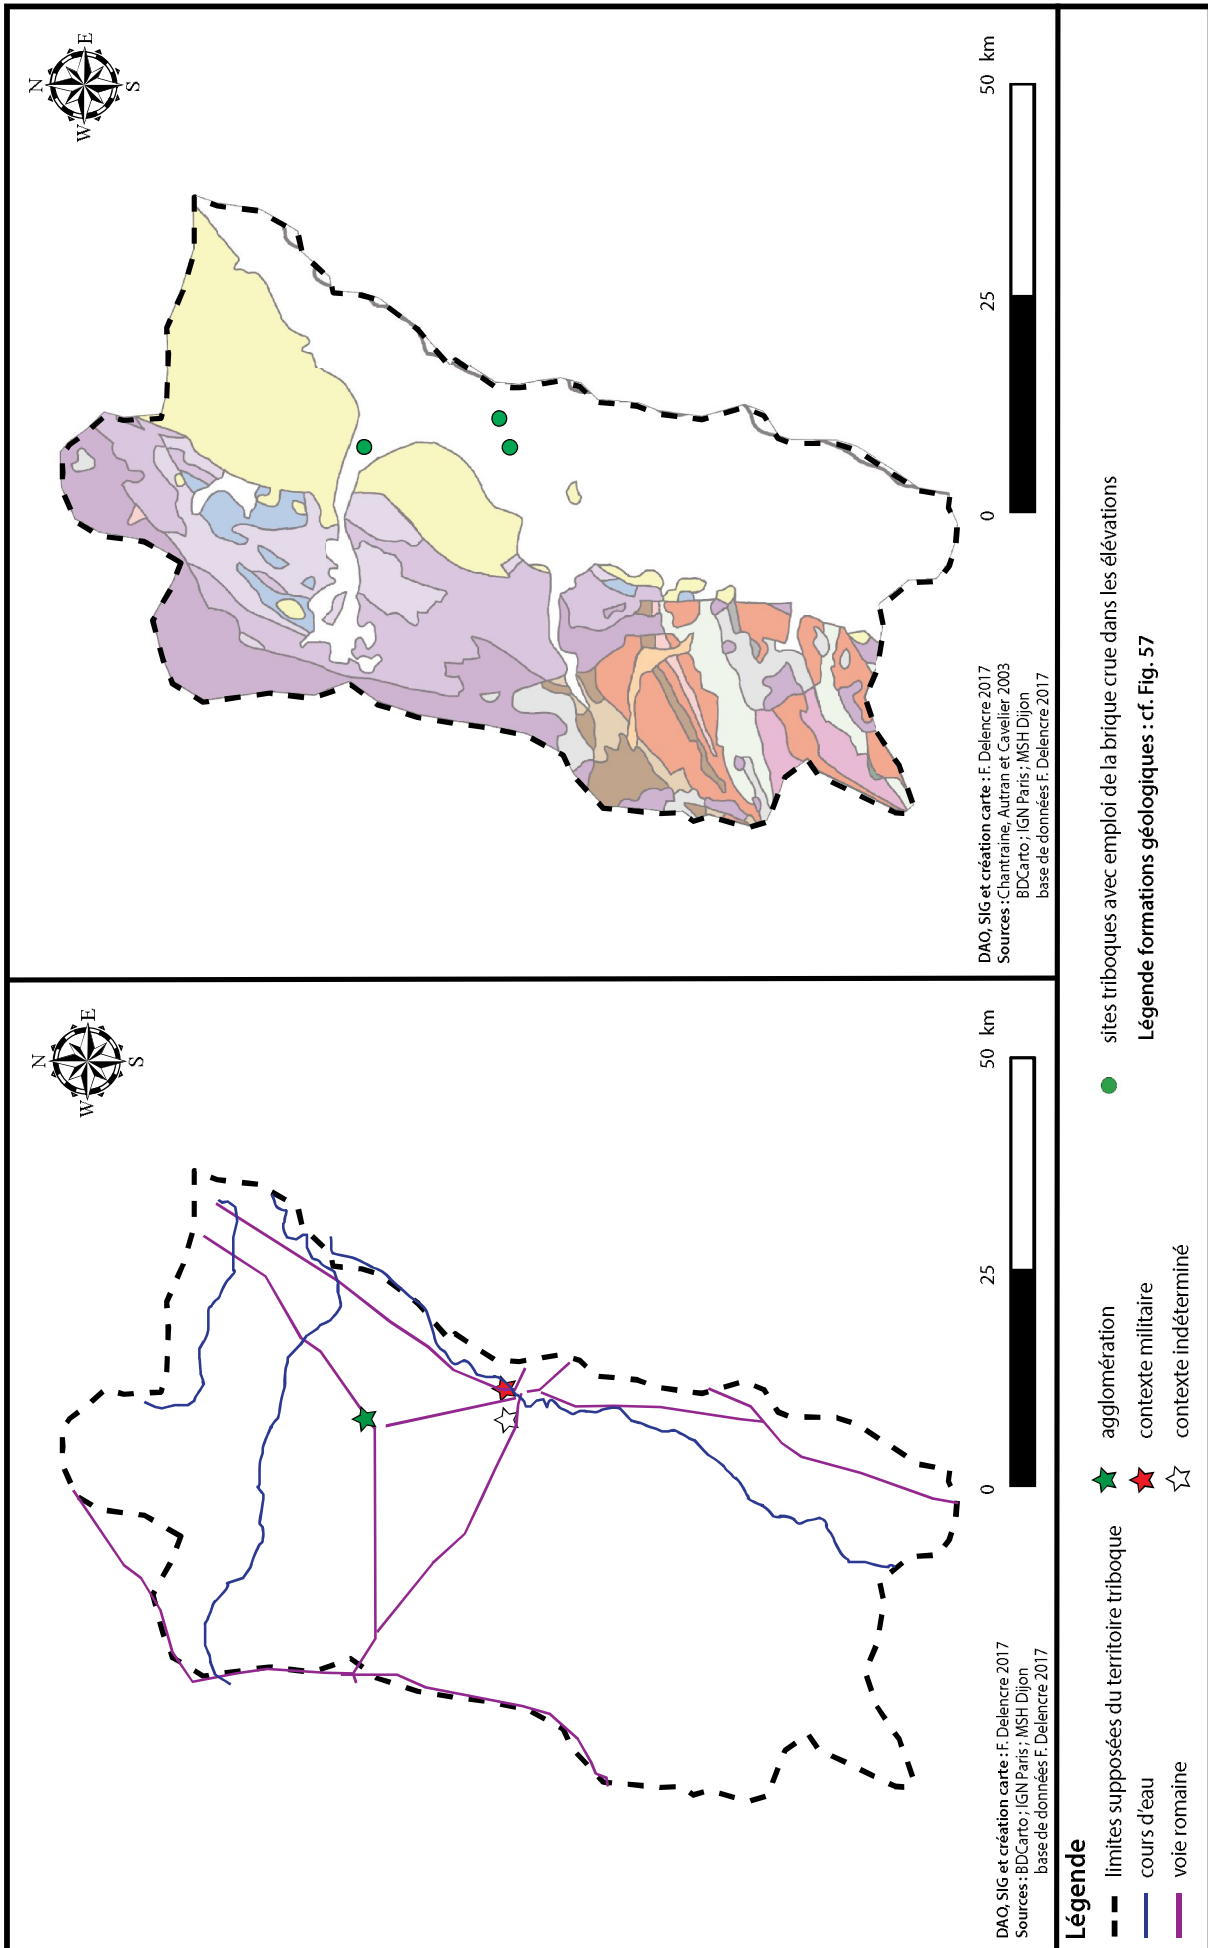 N
E
S
W
0
25
50 km
DAO, SIG et création carte : F. Delencre 2017
Sources : BDCarto ; IGN Paris ; MSH Dijon
base de données F. Delencre 2017
N
E
S
W
0
25
50 km
DAO, SIG et création carte : F. Delencre 2017
Sources : Chantraine, Autran et Cavelier 2003
BDCarto ; IGN Paris ; MSH Dijon
base de données F. Delencre 2017
Légende
limites supposées du territoire triboque
cours d'eau
voie romaine
agglomération
contexte militaire
contexte indéterminé
sites triboques avec emploi de la brique crue dans les élévations
Légende formations géologiques : cf. Fig. 57